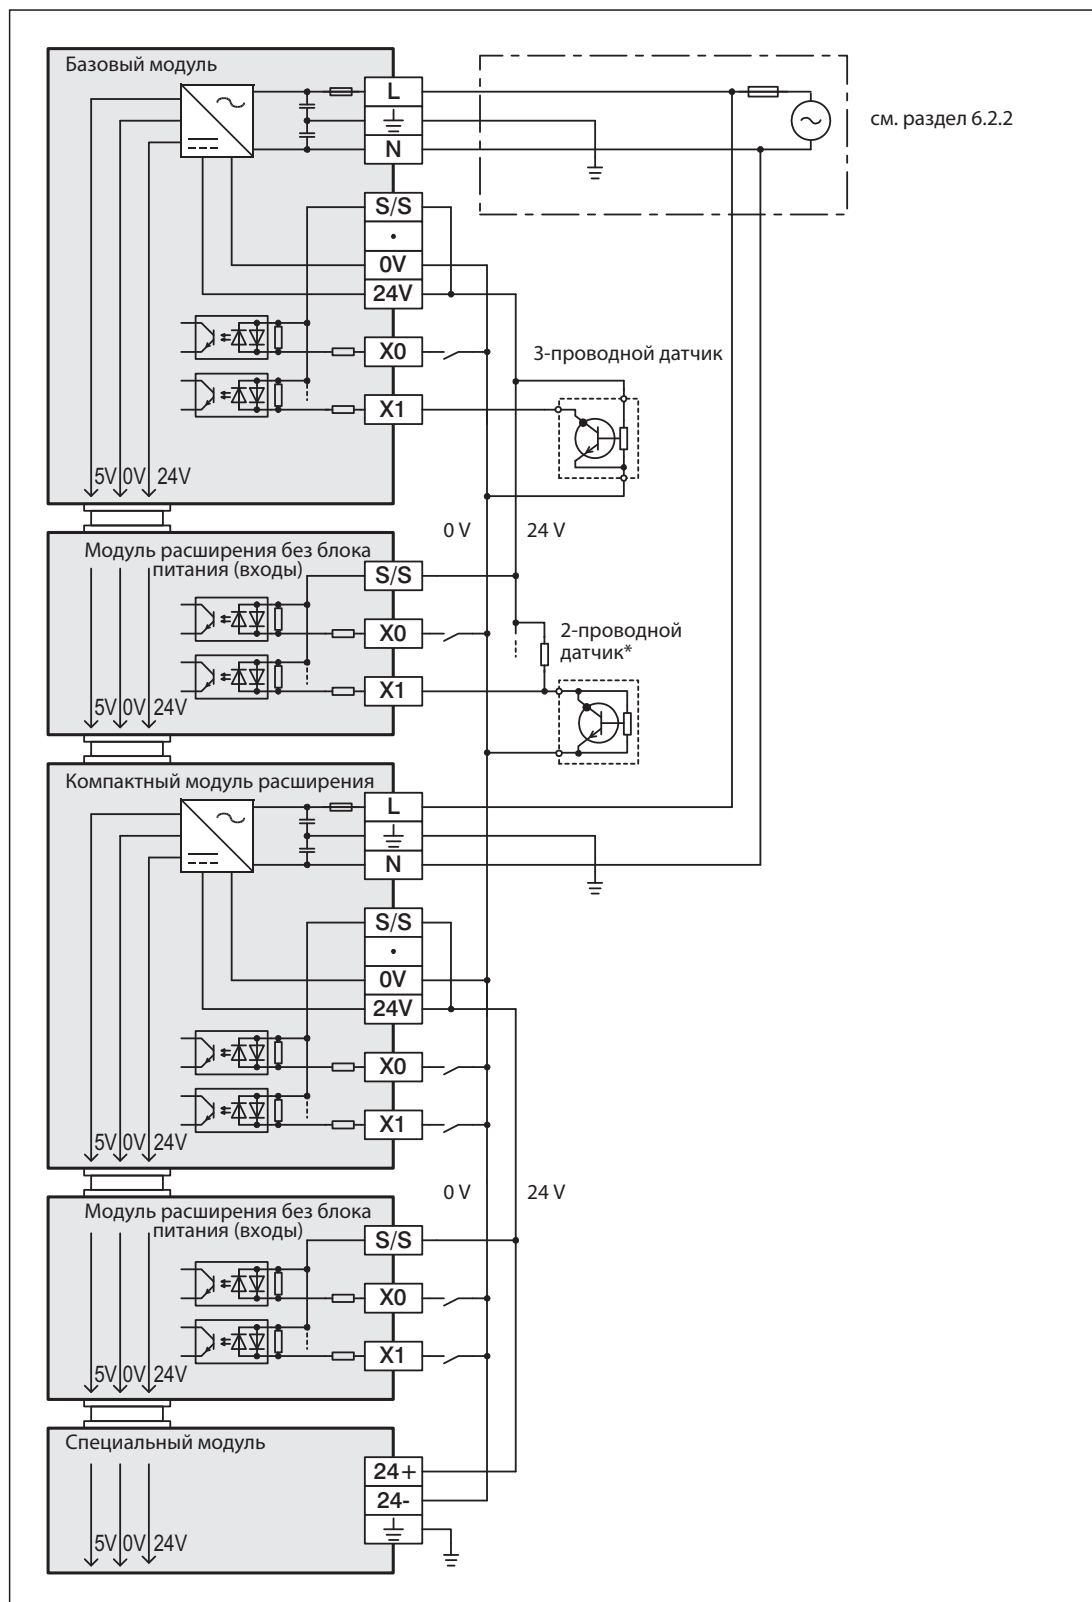 Базовый модуль
L
N
см. раздел 6.2.2
S/S
•
0V
24V
X0
3-проводной датчик
X1
5V 0V 24V
0 V 24 V
Модуль расширения без блока
питания (входы)
S/S
X0
2-проводной
датчик*
X1
5V 0V 24V
Компактный модуль расширения
L
N
S/S
•
0V
24V
X0
X1
5V 0V 24V
0 V 24 V
Модуль расширения без блока
питания (входы)
S/S
X0
X1
5V 0V 24V
Специальный модуль
24+
24-
5V 0V 24V